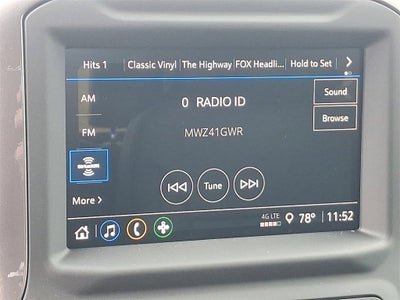 Hits 1 Classic Vinyl The Highway FOX Headli... Hold to Set >
AM 0 RADIO ID Sound
FM MWZ41GWR Browse
Tune
More >
4G LTE 78° 11:52